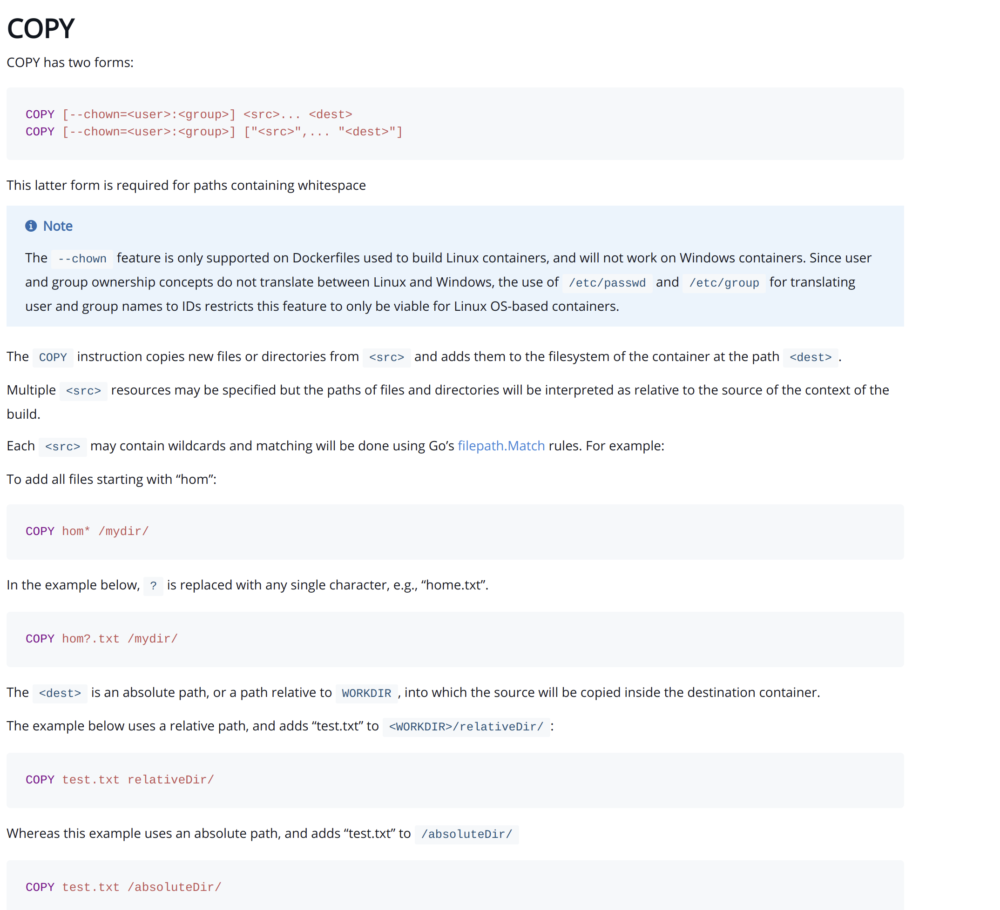 COPY
COPY has two forms:
COPY [--chown=<user>:<group>] <src>... <dest>
COPY [--chown=<user>:<group>] ["<src>",... "<dest>"]
This latter form is required for paths containing whitespace
Note
The --chown feature is only supported on Dockerfiles used to build Linux containers, and will not work on Windows containers. Since user
and group ownership concepts do not translate between Linux and Windows, the use of /etc/passwd and /etc/group for translating
user and group names to IDs restricts this feature to only be viable for Linux OS-based containers.
The COPY instruction copies new files or directories from <src> and adds them to the filesystem of the container at the path <dest>.
Multiple <src> resources may be specified but the paths of files and directories will be interpreted as relative to the source of the context of the
build.
Each <src> may contain wildcards and matching will be done using Go’s filepath.Match rules. For example:
To add all files starting with “hom”:
COPY hom* /mydir/
In the example below, ? is replaced with any single character, e.g., “home.txt”.
COPY hom?.txt /mydir/
The <dest> is an absolute path, or a path relative to WORKDIR, into which the source will be copied inside the destination container.
The example below uses a relative path, and adds “test.txt” to <WORKDIR>/relativeDir/:
COPY test.txt relativeDir/
Whereas this example uses an absolute path, and adds “test.txt” to /absoluteDir/
COPY test.txt /absoluteDir/